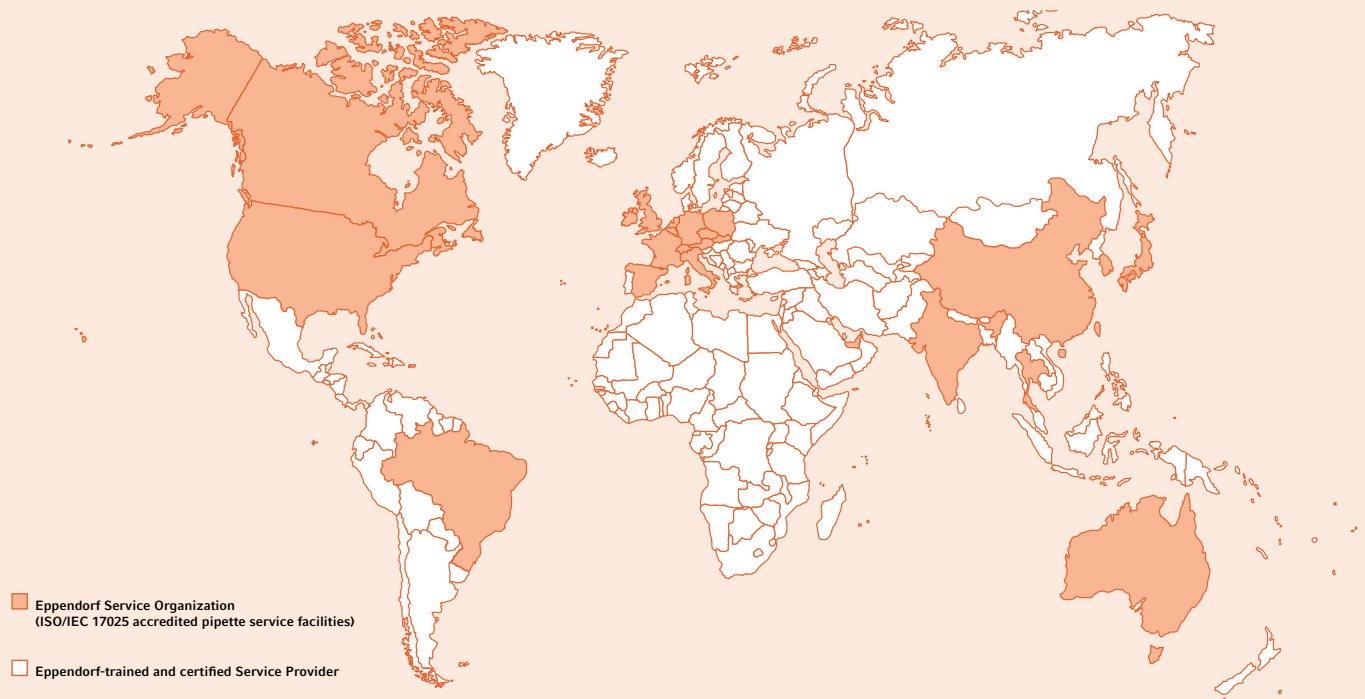 Eppendorf Service Organization
(ISO/IEC 17025 accredited pipette service facilities)
Eppendorf-trained and certified Service Provider